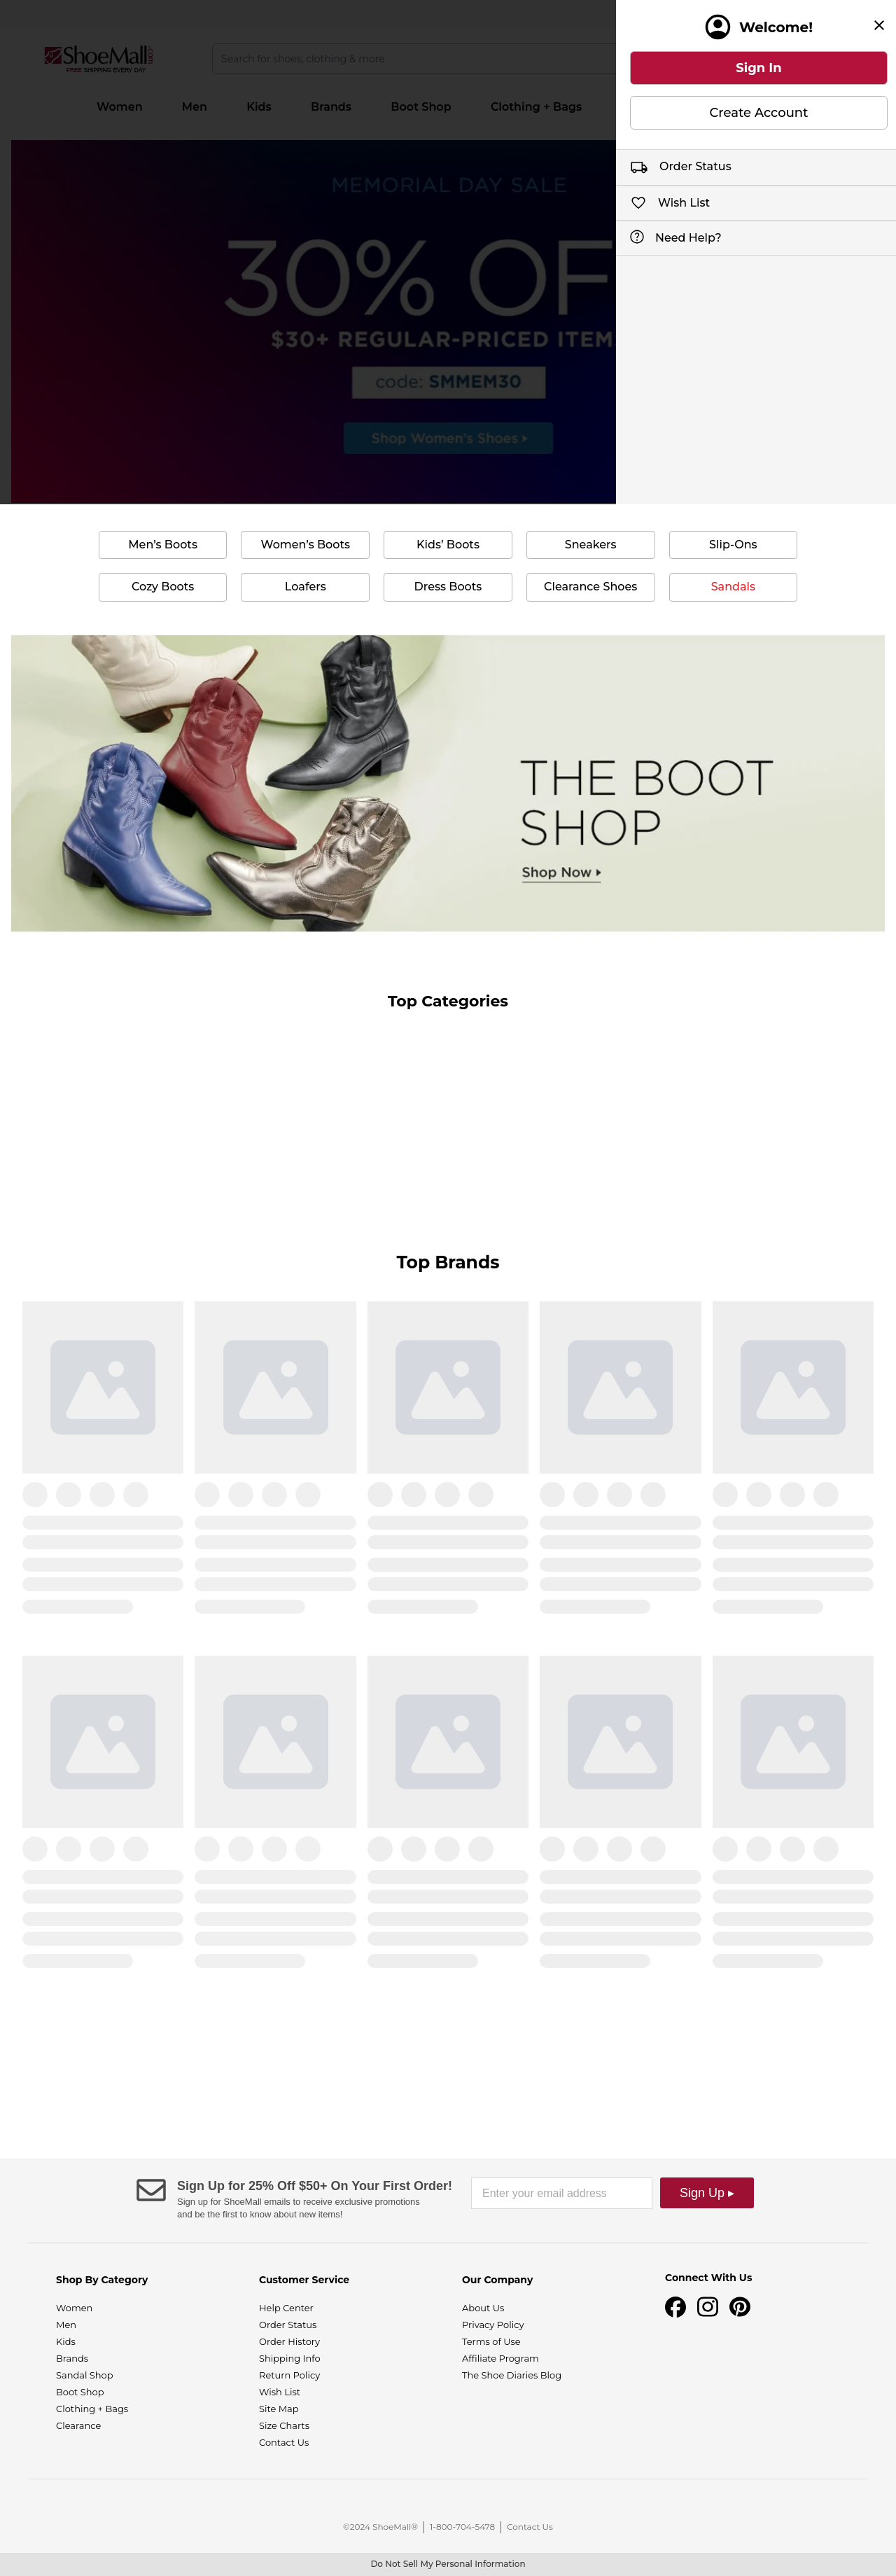 Welcome!
Sign In
Create Account
Order Status
Wish List
Need Help?
ShoeMall
.COM
FREE SHIPPING EVERY DAY
Search for shoes, clothing & more
Women
Men
Kids
Brands
Boot Shop
Clothing + Bags
MEMORIAL DAY SALE
30% OF
$30+ REGULAR-PRICED ITEM
code: SMMEM30
Shop Women's Shoes
Men's Boots
Women's Boots
Kids' Boots
Sneakers
Slip-Ons
Cozy Boots
Loafers
Dress Boots
Clearance Shoes
Sandals
THE BOOT
SHOP
Shop Now
Top Categories
Top Brands
Sign Up for 25% Off $50+ On Your First Order!
Sign up for ShoeMall emails to receive exclusive promotions
and be the first to know about new items!
Enter your email address
Sign Up ▸
Shop By Category
Women
Men
Kids
Brands
Sandal Shop
Boot Shop
Clothing + Bags
Clearance
Customer Service
Help Center
Order Status
Order History
Shipping Info
Return Policy
Wish List
Site Map
Size Charts
Contact Us
Our Company
About Us
Privacy Policy
Terms of Use
Affiliate Program
The Shoe Diaries Blog
Connect With Us
©2024 ShoeMall® | 1-800-704-5478 | Contact Us
Do Not Sell My Personal Information